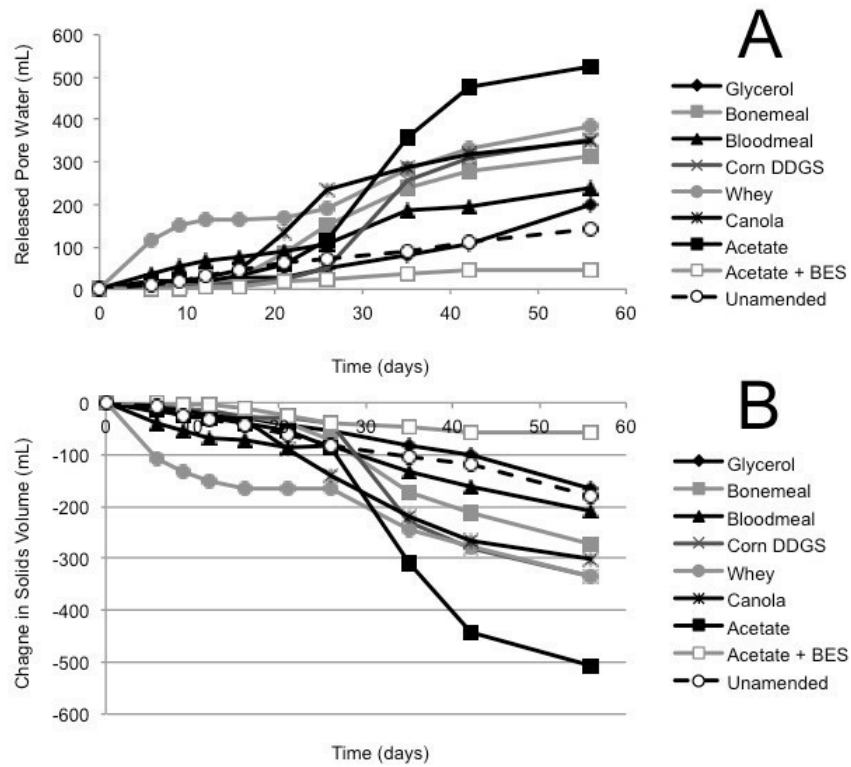 A
600
500
400
300
200
100
0
Released Pore Water (mL)
0 10 20 30 40 50 60
Time (days)
Glycerol
Bonemeal
Bloodmeal
Corn DDGS
Whey
Canola
Acetate
Acetate + BES
Unamended
B
0
-100
-200
-300
-400
-500
-600
Chagne in Solids Volume (mL)
0 10 20 30 40 50 60
Time (days)
Glycerol
Bonemeal
Bloodmeal
Corn DDGS
Whey
Canola
Acetate
Acetate + BES
Unamended